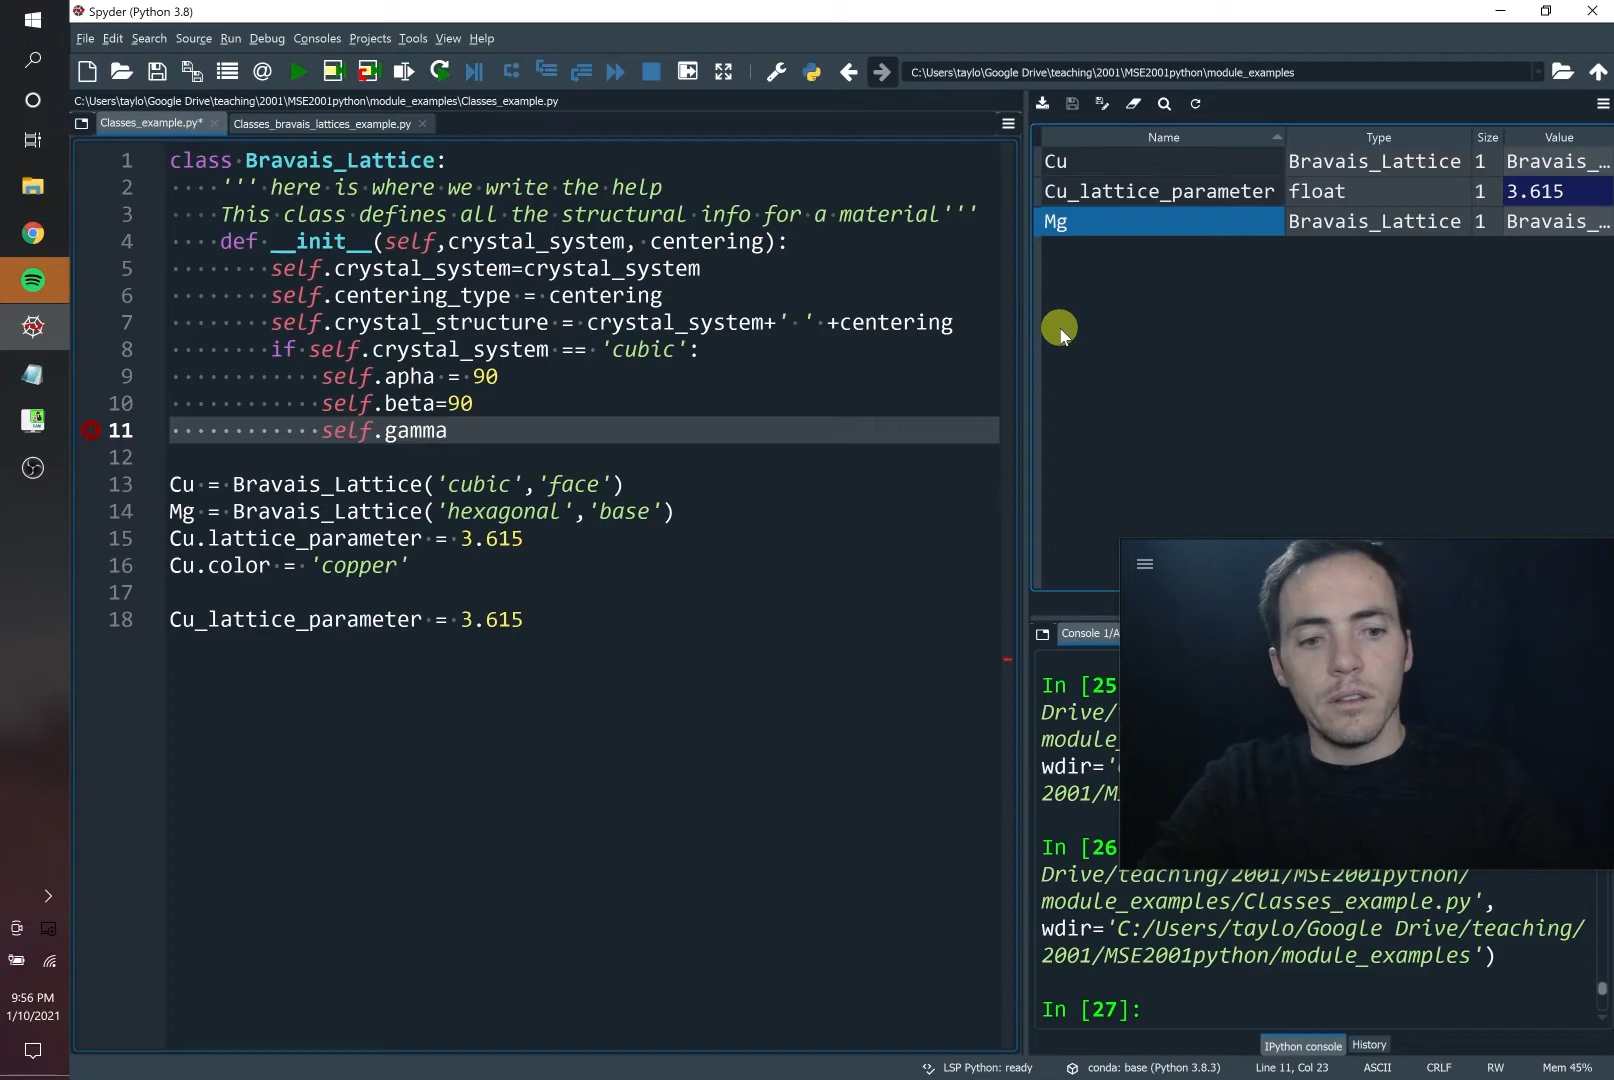 Spyder (Python 3.8)
File Edit Search Source Run Debug Consoles Projects Tools View Help
C:\Users\taylo\Google Drive\teaching\2001\MSE2001python\module_examples
C:\Users\taylo\Google Drive\teaching\2001\MSE2001python\module_examples\Classes_example.py
Classes_example.py* Classes_bravais_lattices_example.py
1 class Bravais_Lattice:
2 ''' here is where we write the help
3 This class defines all the structural info for a material'''
4 def __init__(self,crystal_system, centering):
5 self.crystal_system=crystal_system
6 self.centering_type = centering
7 self.crystal_structure = crystal_system+' ' +centering
8 if self.crystal_system == 'cubic':
9 self.apha = 90
10 self.beta=90
11 self.gamma
12
13 Cu = Bravais_Lattice('cubic','face')
14 Mg = Bravais_Lattice('hexagonal','base')
15 Cu.lattice_parameter = 3.615
16 Cu.color = 'copper'
17
18 Cu_lattice_parameter = 3.615
Name Type Size Value
Cu Bravais_Lattice 1 Bravais_...
Cu_lattice_parameter float 1 3.615
Mg Bravais_Lattice 1 Bravais_...
Console 1/A
In [25
Drive/
module_
wdir='
2001/M
In [26
Drive/teaching/2001/MSE2001python/
module_examples/Classes_example.py',
wdir='C:/Users/taylo/Google Drive/teaching/
2001/MSE2001python/module_examples')
In [27]:
IPython console History
LSP Python: ready conda: base (Python 3.8.3) Line 11, Col 23 ASCII CRLF RW Mem 45%
9:56 PM
1/10/2021